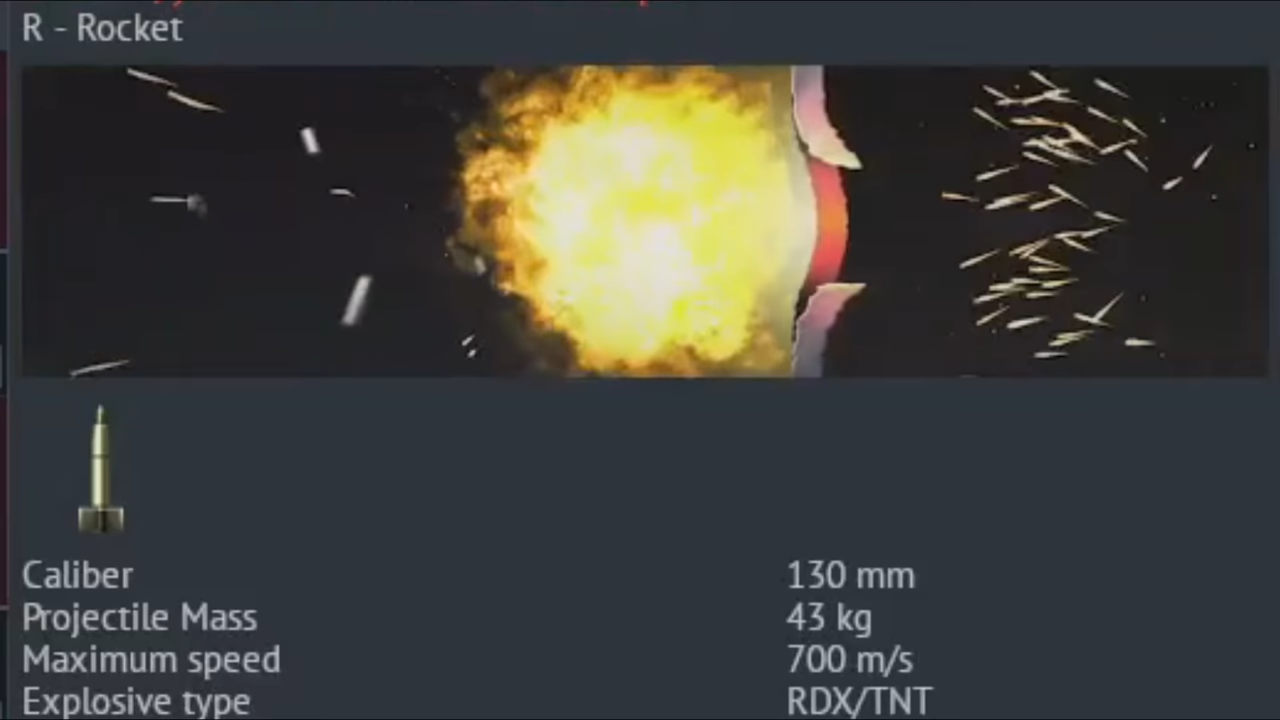 R - Rocket
Caliber 130 mm
Projectile Mass 43 kg
Maximum speed 700 m/s
Explosive type RDX/TNT